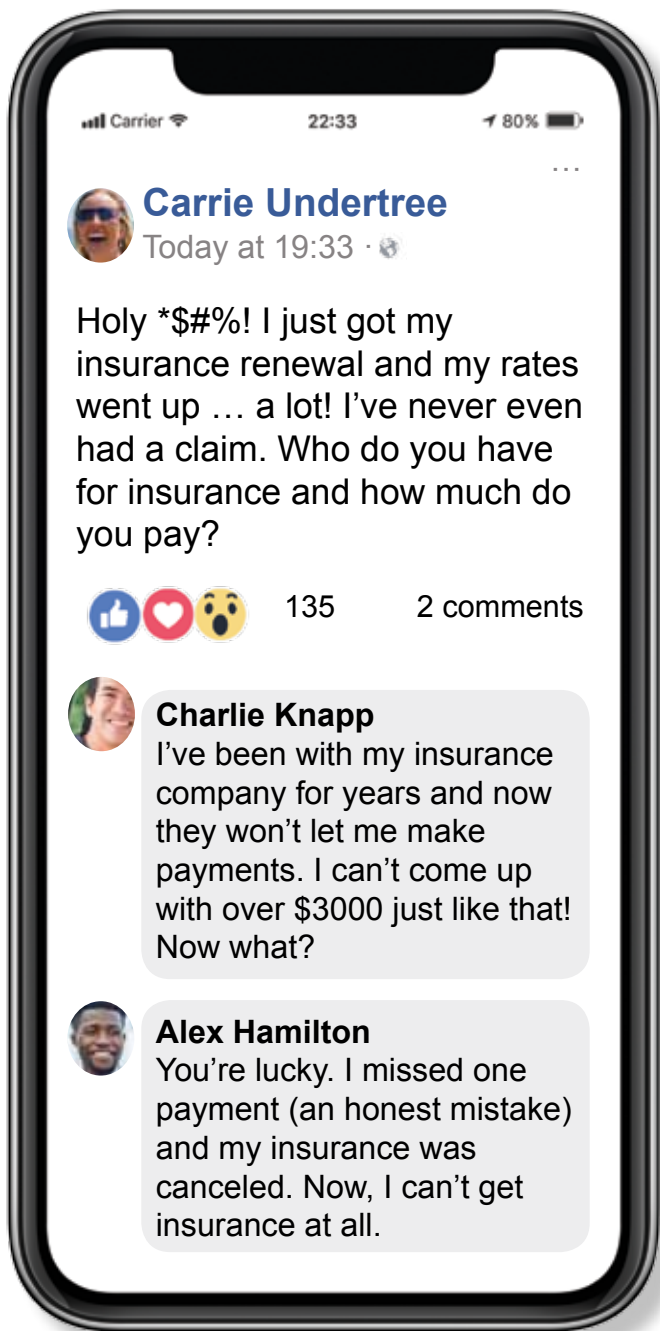 Carrier 22:33 80%
...
Carrie Undertree
Today at 19:33 ·
Holy *$#%! I just got my
insurance renewal and my rates
went up … a lot! I’ve never even
had a claim. Who do you have
for insurance and how much do
you pay?
135 2 comments
Charlie Knapp
I’ve been with my insurance
company for years and now
they won’t let me make
payments. I can’t come up
with over $3000 just like that!
Now what?
Alex Hamilton
You’re lucky. I missed one
payment (an honest mistake)
and my insurance was
canceled. Now, I can’t get
insurance at all.